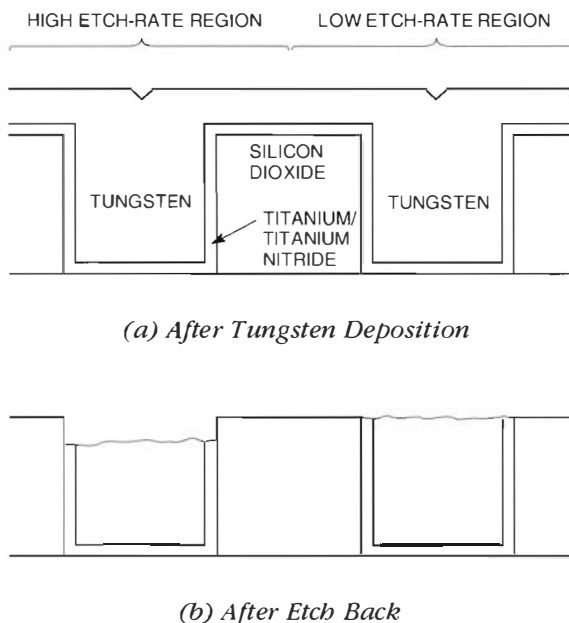 HIGH ETCH-RATE REGION LOW ETCH-RATE REGION
SILICON
DIOXIDE
TUNGSTEN
TUNGSTEN
TITANIUM/
TITANIUM
NITRIDE
(a) After Tungsten Deposition
(b) After Etch Back